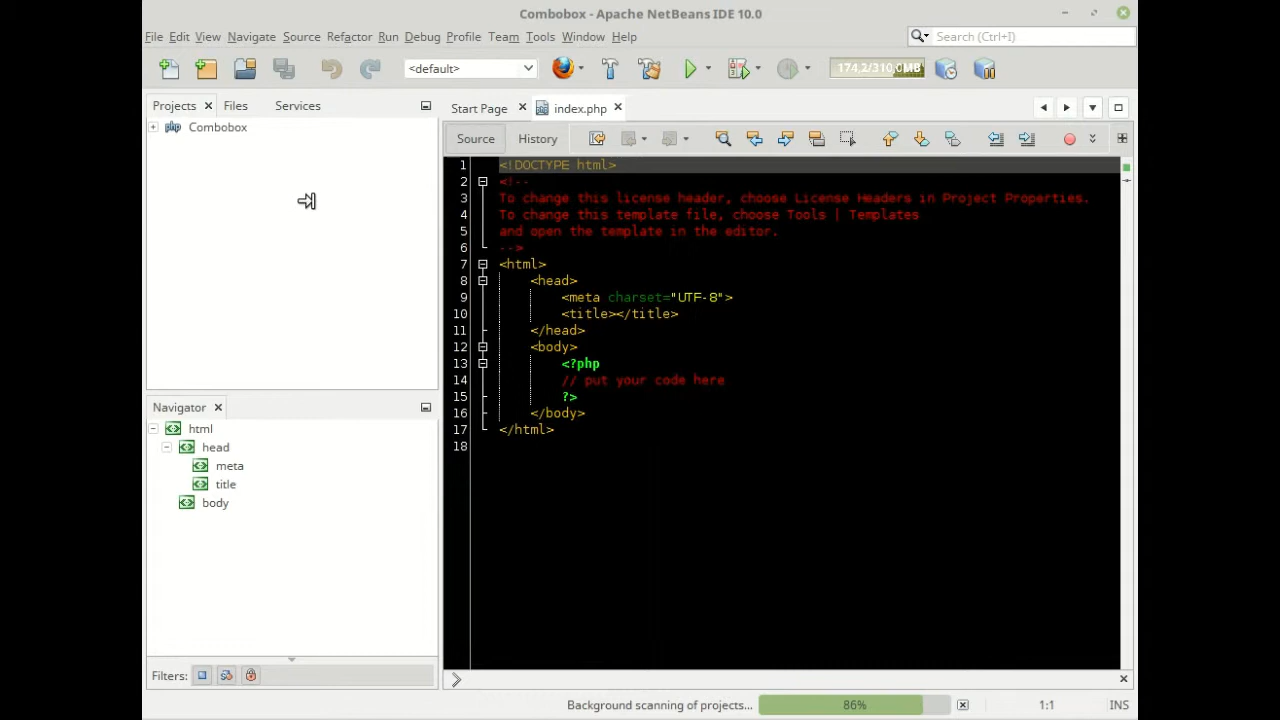 Combobox - Apache NetBeans IDE 10.0
File Edit View Navigate Source Refactor Run Debug Profile Team Tools Window Help
Search (Ctrl+I)
<default>
174.2/310.0MB
Projects Files Services
Start Page index.php
Combobox
Source History
1 <!DOCTYPE html>
2 <!--
3 To change this license header, choose License Headers in Project Properties.
4 To change this template file, choose Tools | Templates
5 and open the template in the editor.
6 -->
7 <html>
8 <head>
9 <meta charset="UTF-8">
10 <title></title>
11 </head>
12 <body>
13 <?php
14 // put your code here
15 ?>
16 </body>
17 </html>
18
Navigator
html
head
meta
title
body
Filters:
Background scanning of projects... 86% 1:1 INS